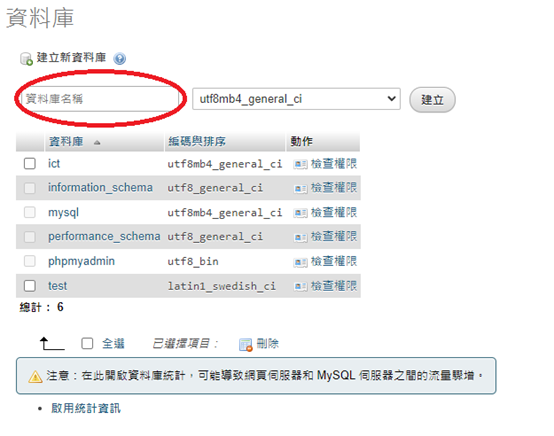 資料庫
建立新資料庫
資料庫名稱 utf8mb4_general_ci 建立
資料庫 編碼與排序 動作
ict utf8mb4_general_ci 檢查權限
information_schema utf8_general_ci 檢查權限
mysql utf8mb4_general_ci 檢查權限
performance_schema utf8_general_ci 檢查權限
phpmyadmin utf8_bin 檢查權限
test latin1_swedish_ci 檢查權限
總計： 6
全選 已選擇項目： 刪除
注意：在此開啟資料庫統計，可能導致網頁伺服器和 MySQL 伺服器之間的流量驟增。
啟用統計資訊